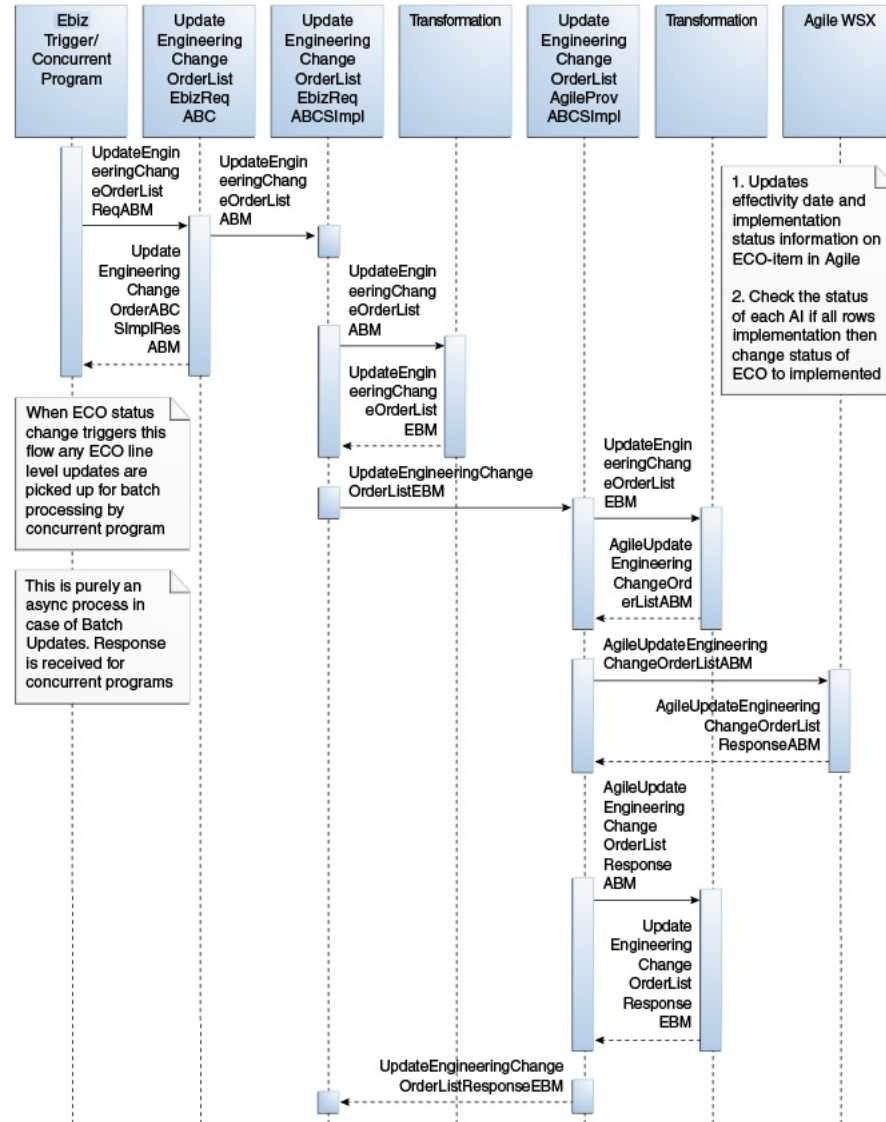 Ebiz
Trigger/
Concurrent
Program
Update
Engineering
Change
OrderList
EbizReq
ABC
Update
Engineering
Change
OrderList
EbizReq
ABCSImpl
Transformation
Update
Engineering
Change
OrderList
AgileProv
ABCSImpl
Transformation
Agile WSX
UpdateEngin
eeringChang
eOrderList
ReqABM
UpdateEngin
eeringChang
eOrderList
ABM
1. Updates
effectivity date and
implementation
status information on
ECO-item in Agile
2. Check the status
of each AI if all rows
implementation then
change status of
ECO to implemented
Update
Engineering
Change
OrderABC
SImplRes
ABM
UpdateEngin
eeringChang
eOrderList
ABM
UpdateEngin
eeringChang
eOrderList
EBM
When ECO status
change triggers this
flow any ECO line
level updates are
picked up for batch
processing by
concurrent program
UpdateEngineeringChange
OrderListEBM
UpdateEngin
eeringChang
eOrderList
EBM
AgileUpdate
Engineering
ChangeOrd
erListABM
This is purely an
async process in
case of Batch
Updates. Response
is received for
concurrent programs
AgileUpdateEngineering
ChangeOrderListABM
AgileUpdateEngineering
ChangeOrderList
ResponseABM
AgileUpdate
Engineering
Change
OrderList
Response
ABM
Update
Engineering
Change
OrderList
Response
EBM
UpdateEngineeringChange
OrderListResponseEBM